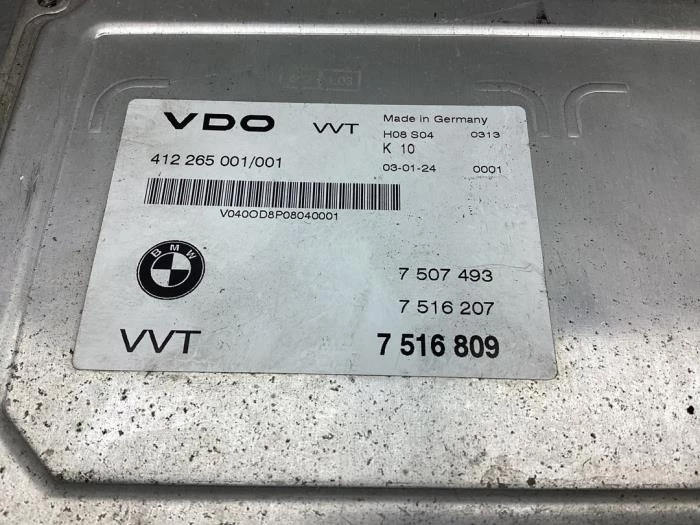 VDO VVT
Made in Germany
H08 S04 0313
K 10
412 265 001/001
03-01-24 0001
V040OD8P08040001
BMW
7 507 493
7 516 207
VVT 7 516 809